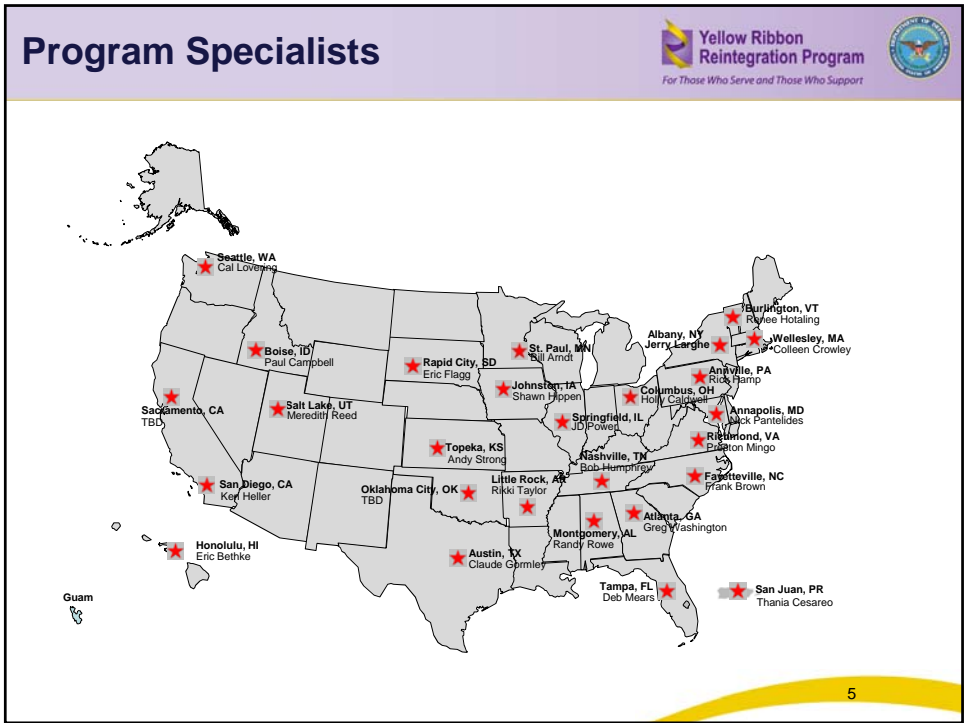 Program Specialists
Yellow Ribbon
Reintegration Program
For Those Who Serve and Those Who Support
Seattle, WA
Cal Lovering
Boise, ID
Paul Campbell
Rapid City, SD
Eric Flagg
St. Paul, MN
Bill Arndt
Johnston, IA
Shawn Hippen
Albany, NY
Jerry Larghe
Burlington, VT
Renee Hotaling
Wellesley, MA
Colleen Crowley
Annville, PA
Rick Hamp
Columbus, OH
Holly Caldwell
Annapolis, MD
Nick Pantelides
Sacramento, CA
TBD
Salt Lake, UT
Meredith Reed
Springfield, IL
JD Power
Richmond, VA
Preston Mingo
Topeka, KS
Andy Strong
Nashville, TN
Bob Humphrey
Fayetteville, NC
Frank Brown
San Diego, CA
Ken Heller
Oklahoma City, OK
TBD
Little Rock, AR
Rikki Taylor
Atlanta, GA
Greg Washington
Montgomery, AL
Randy Rowe
Honolulu, HI
Eric Bethke
Austin, TX
Claude Gormley
Guam
Tampa, FL
Deb Mears
San Juan, PR
Thania Cesareo
5